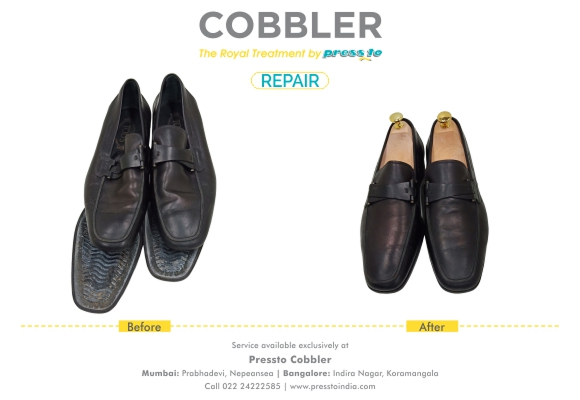 COBBLER
The Royal Treatment by pressto
REPAIR
Before
After
Service available exclusively at
Pressto Cobbler
Mumbai: Prabhadevi, Nepeansea | Bangalore: Indira Nagar, Koramangala
Call 022 24222585 | www.presstoindia.com